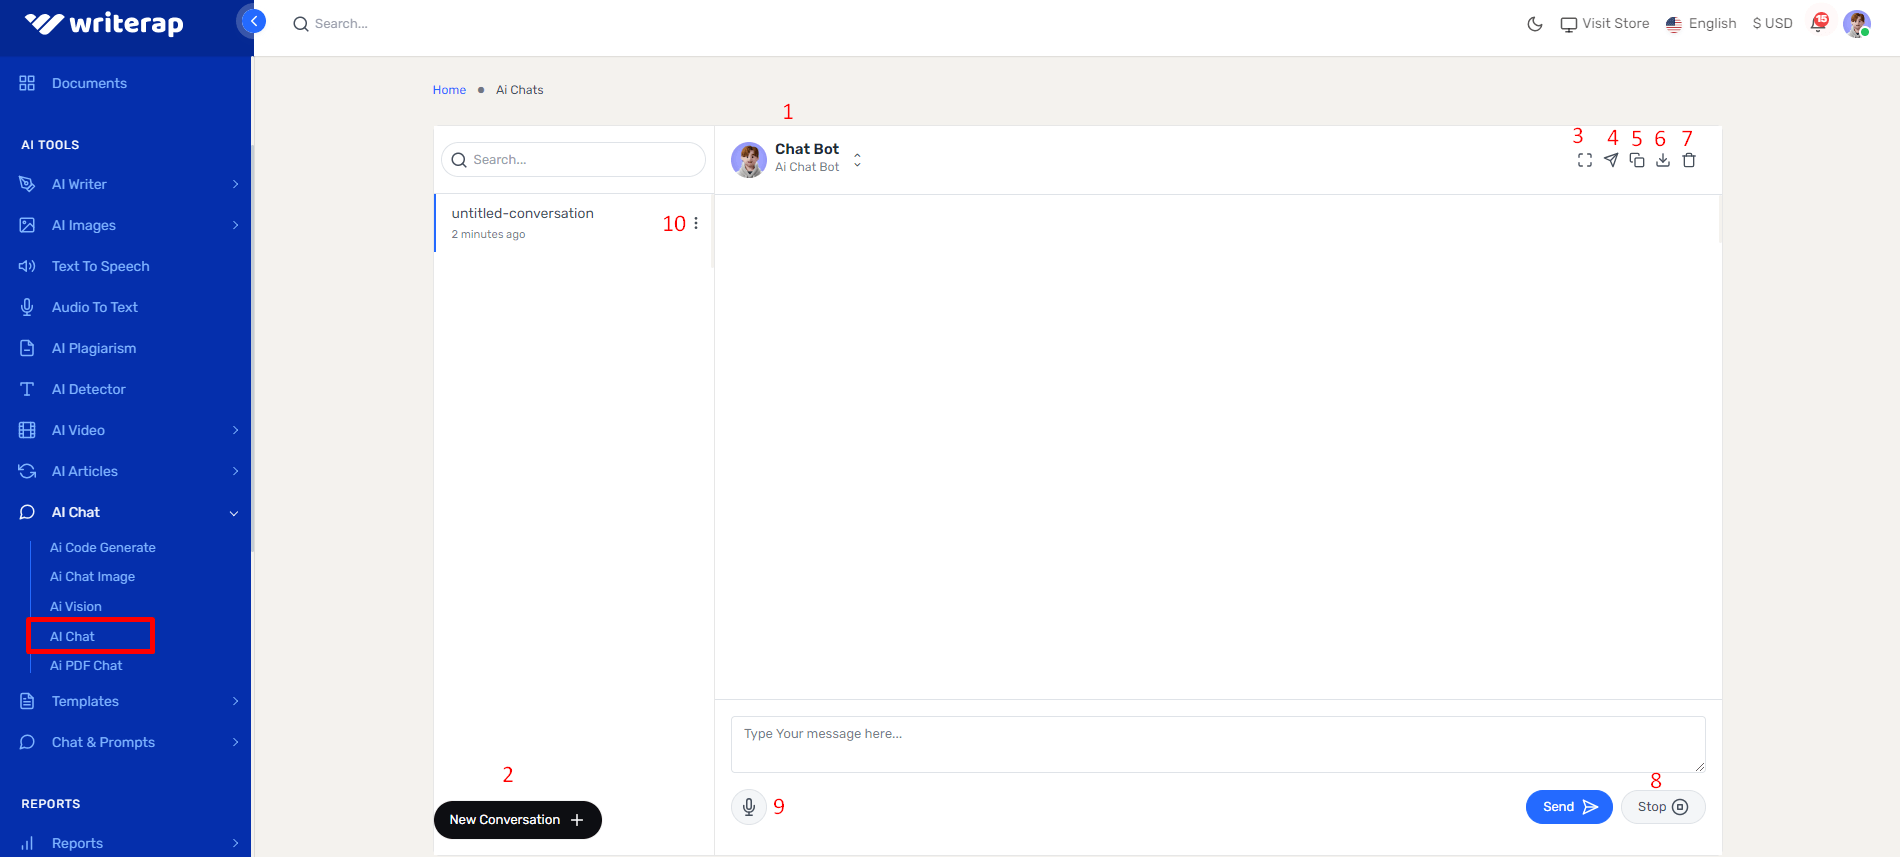 writerap
Search...
Visit Store
English
$ USD
15
Documents
AI TOOLS
AI Writer
AI Images
Text To Speech
Audio To Text
AI Plagiarism
AI Detector
AI Video
AI Articles
AI Chat
Ai Code Generate
Ai Chat Image
Ai Vision
AI Chat
Ai PDF Chat
Templates
Chat & Prompts
REPORTS
Reports
Home
Ai Chats
Search...
untitled-conversation
2 minutes ago
10
2
New Conversation
1
Chat Bot
Ai Chat Bot
3 4 5 6 7
Type Your message here...
9
Send
8
Stop